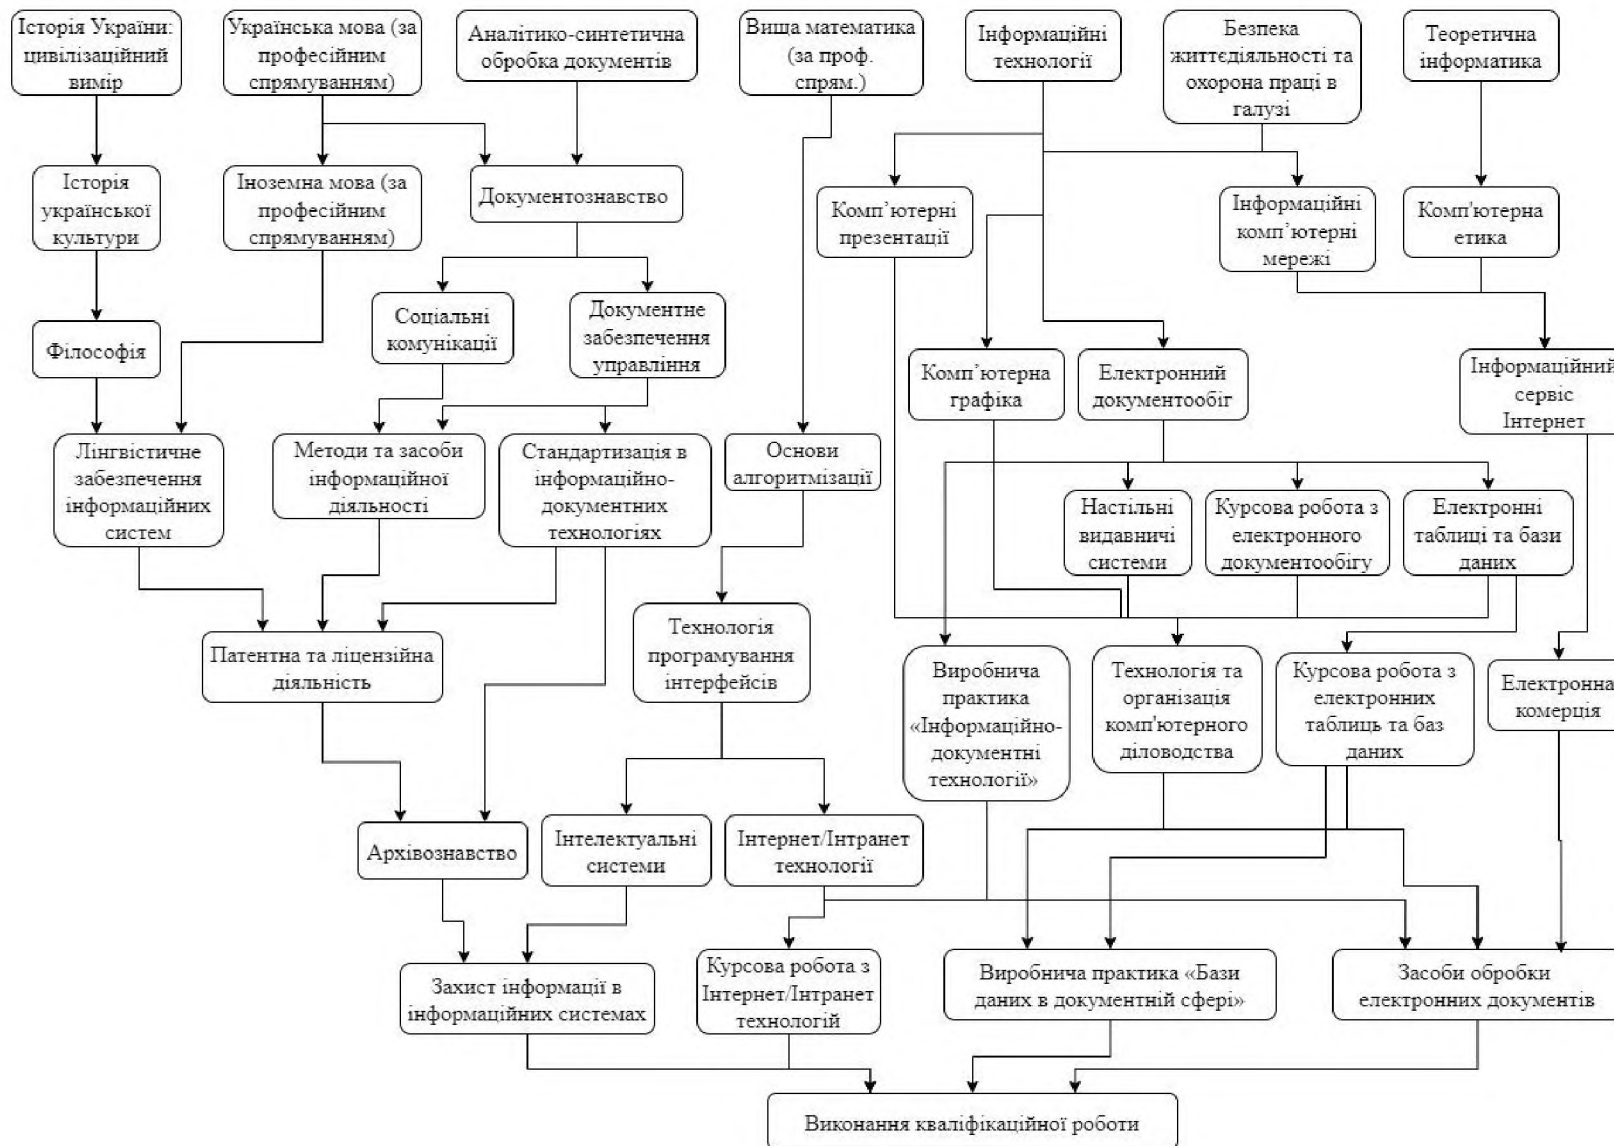 Історія України:
цивілізаційний
вимір
Українська мова (за
професійним
спрямуванням)
Аналітико-синтетична
обробка документів
Вища математика
(за проф.
спрям.)
Інформаційні
технології
Безпека
життєдіяльності та
охорона праці в
галузі
Теоретична
інформатика
Історія
української
культури
Іноземна мова (за
професійним
спрямуванням)
Документознавство
Комп’ютерні
презентації
Інформаційні
комп’ютерні
мережі
Комп'ютерна
етика
Філософія
Соціальні
комунікації
Документне
забезпечення
управління
Комп’ютерна
графіка
Електронний
документообіг
Інформаційний
сервіс
Інтернет
Лінгвістичне
забезпечення
інформаційних
систем
Методи та засоби
інформаційної
діяльності
Стандартизація в
інформаційно-
документних
технологіях
Основи
алгоритмізації
Настільні
видавничі
системи
Курсова робота з
електронного
документообігу
Електронні
таблиці та бази
даних
Патентна та ліцензійна
діяльність
Технологія
програмування
інтерфейсів
Виробнича
практика
«Інформаційно-
документні
технології»
Технологія та
організація
комп'ютерного
діловодства
Курсова робота з
електронних
таблиць та баз
даних
Електронна
комерція
Архівознавство
Інтелектуальні
системи
Інтернет/Інтранет
технології
Захист інформації в
інформаційних системах
Курсова робота з
Інтернет/Інтранет
технологій
Виробнича практика «Бази
даних в документній сфері»
Засоби обробки
електронних документів
Виконання кваліфікаційної роботи